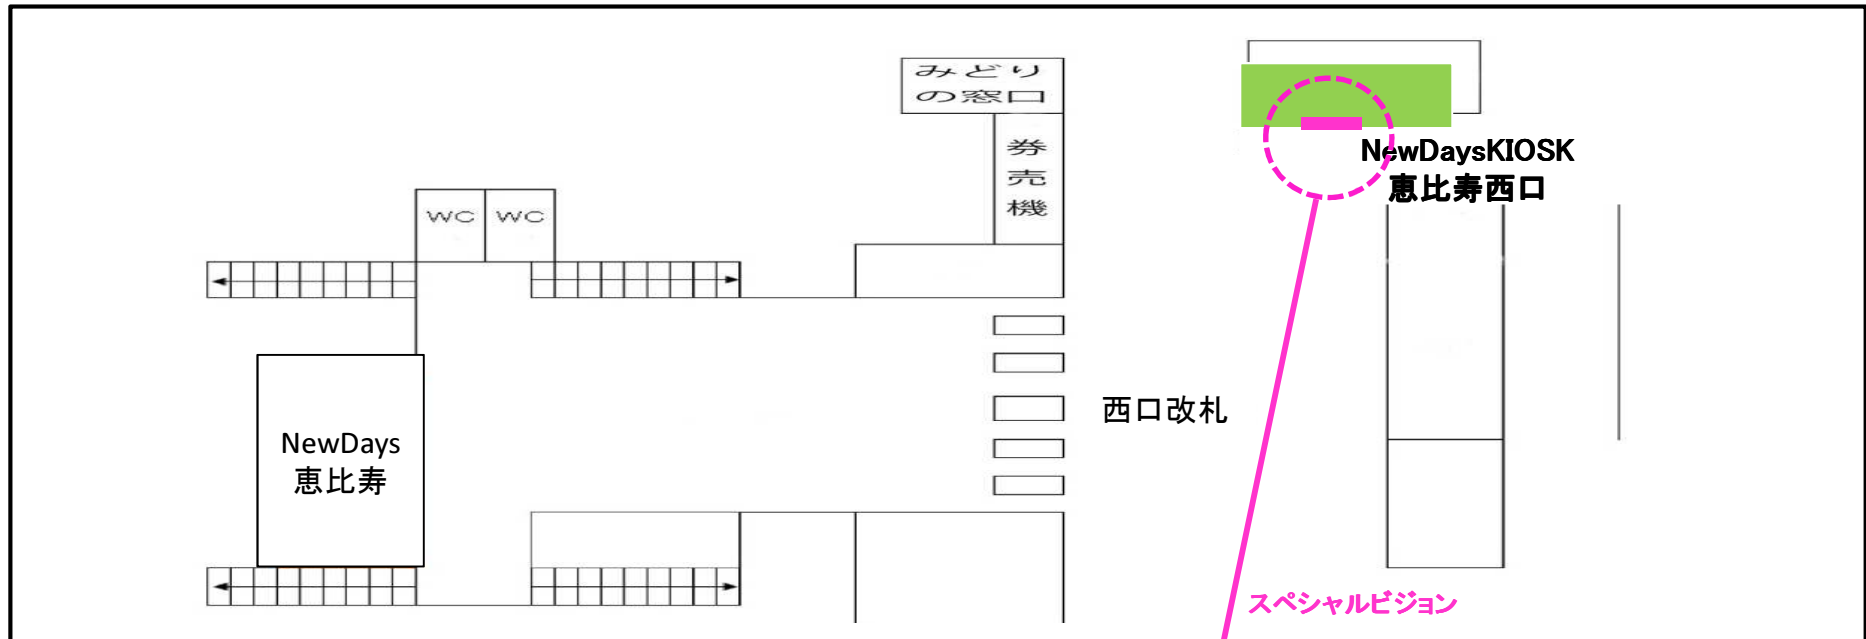 みどり
の窓口
券
売
機
WC WC
NewDaysKIOSK
恵比寿西口
西口改札
NewDays
恵比寿
スペシャルビジョン